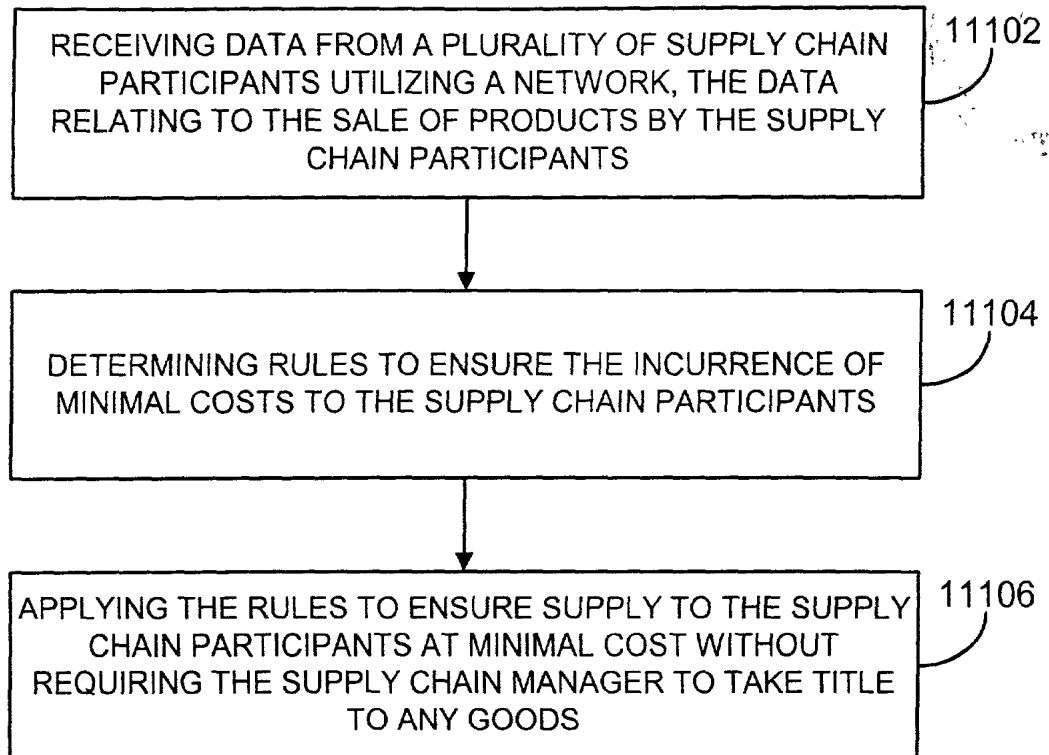 RECEIVING DATA FROM A PLURALITY OF SUPPLY CHAIN
PARTICIPANTS UTILIZING A NETWORK, THE DATA
RELATING TO THE SALE OF PRODUCTS BY THE SUPPLY
CHAIN PARTICIPANTS
11102
DETERMINING RULES TO ENSURE THE INCURRENCE OF
MINIMAL COSTS TO THE SUPPLY CHAIN PARTICIPANTS
11104
APPLYING THE RULES TO ENSURE SUPPLY TO THE SUPPLY
CHAIN PARTICIPANTS AT MINIMAL COST WITHOUT
REQUIRING THE SUPPLY CHAIN MANAGER TO TAKE TITLE
TO ANY GOODS
11106